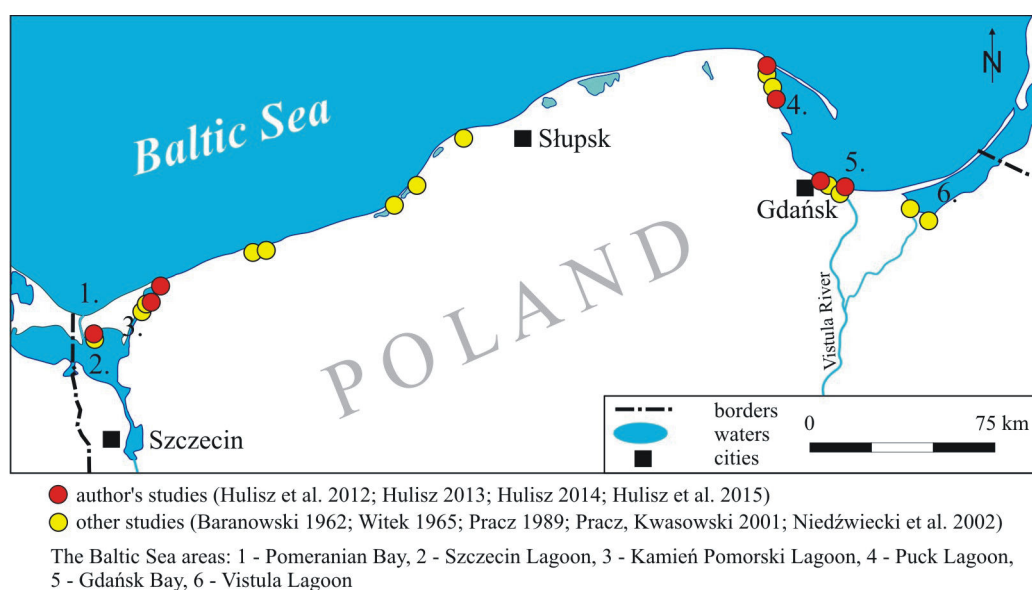 N
Baltic Sea
Słupsk
4.
5.
Gdańsk
6.
POLAND
Vistula River
1.
3.
2.
Szczecin
borders
waters
cities
0 75 km
author's studies (Hulisz et al. 2012; Hulisz 2013; Hulisz 2014; Hulisz et al. 2015)
other studies (Baranowski 1962; Witek 1965; Pracz 1989; Pracz, Kwasowski 2001; Niedźwiecki et al. 2002)
The Baltic Sea areas: 1 - Pomeranian Bay, 2 - Szczecin Lagoon, 3 - Kamień Pomorski Lagoon, 4 - Puck Lagoon,
5 - Gdańsk Bay, 6 - Vistula Lagoon